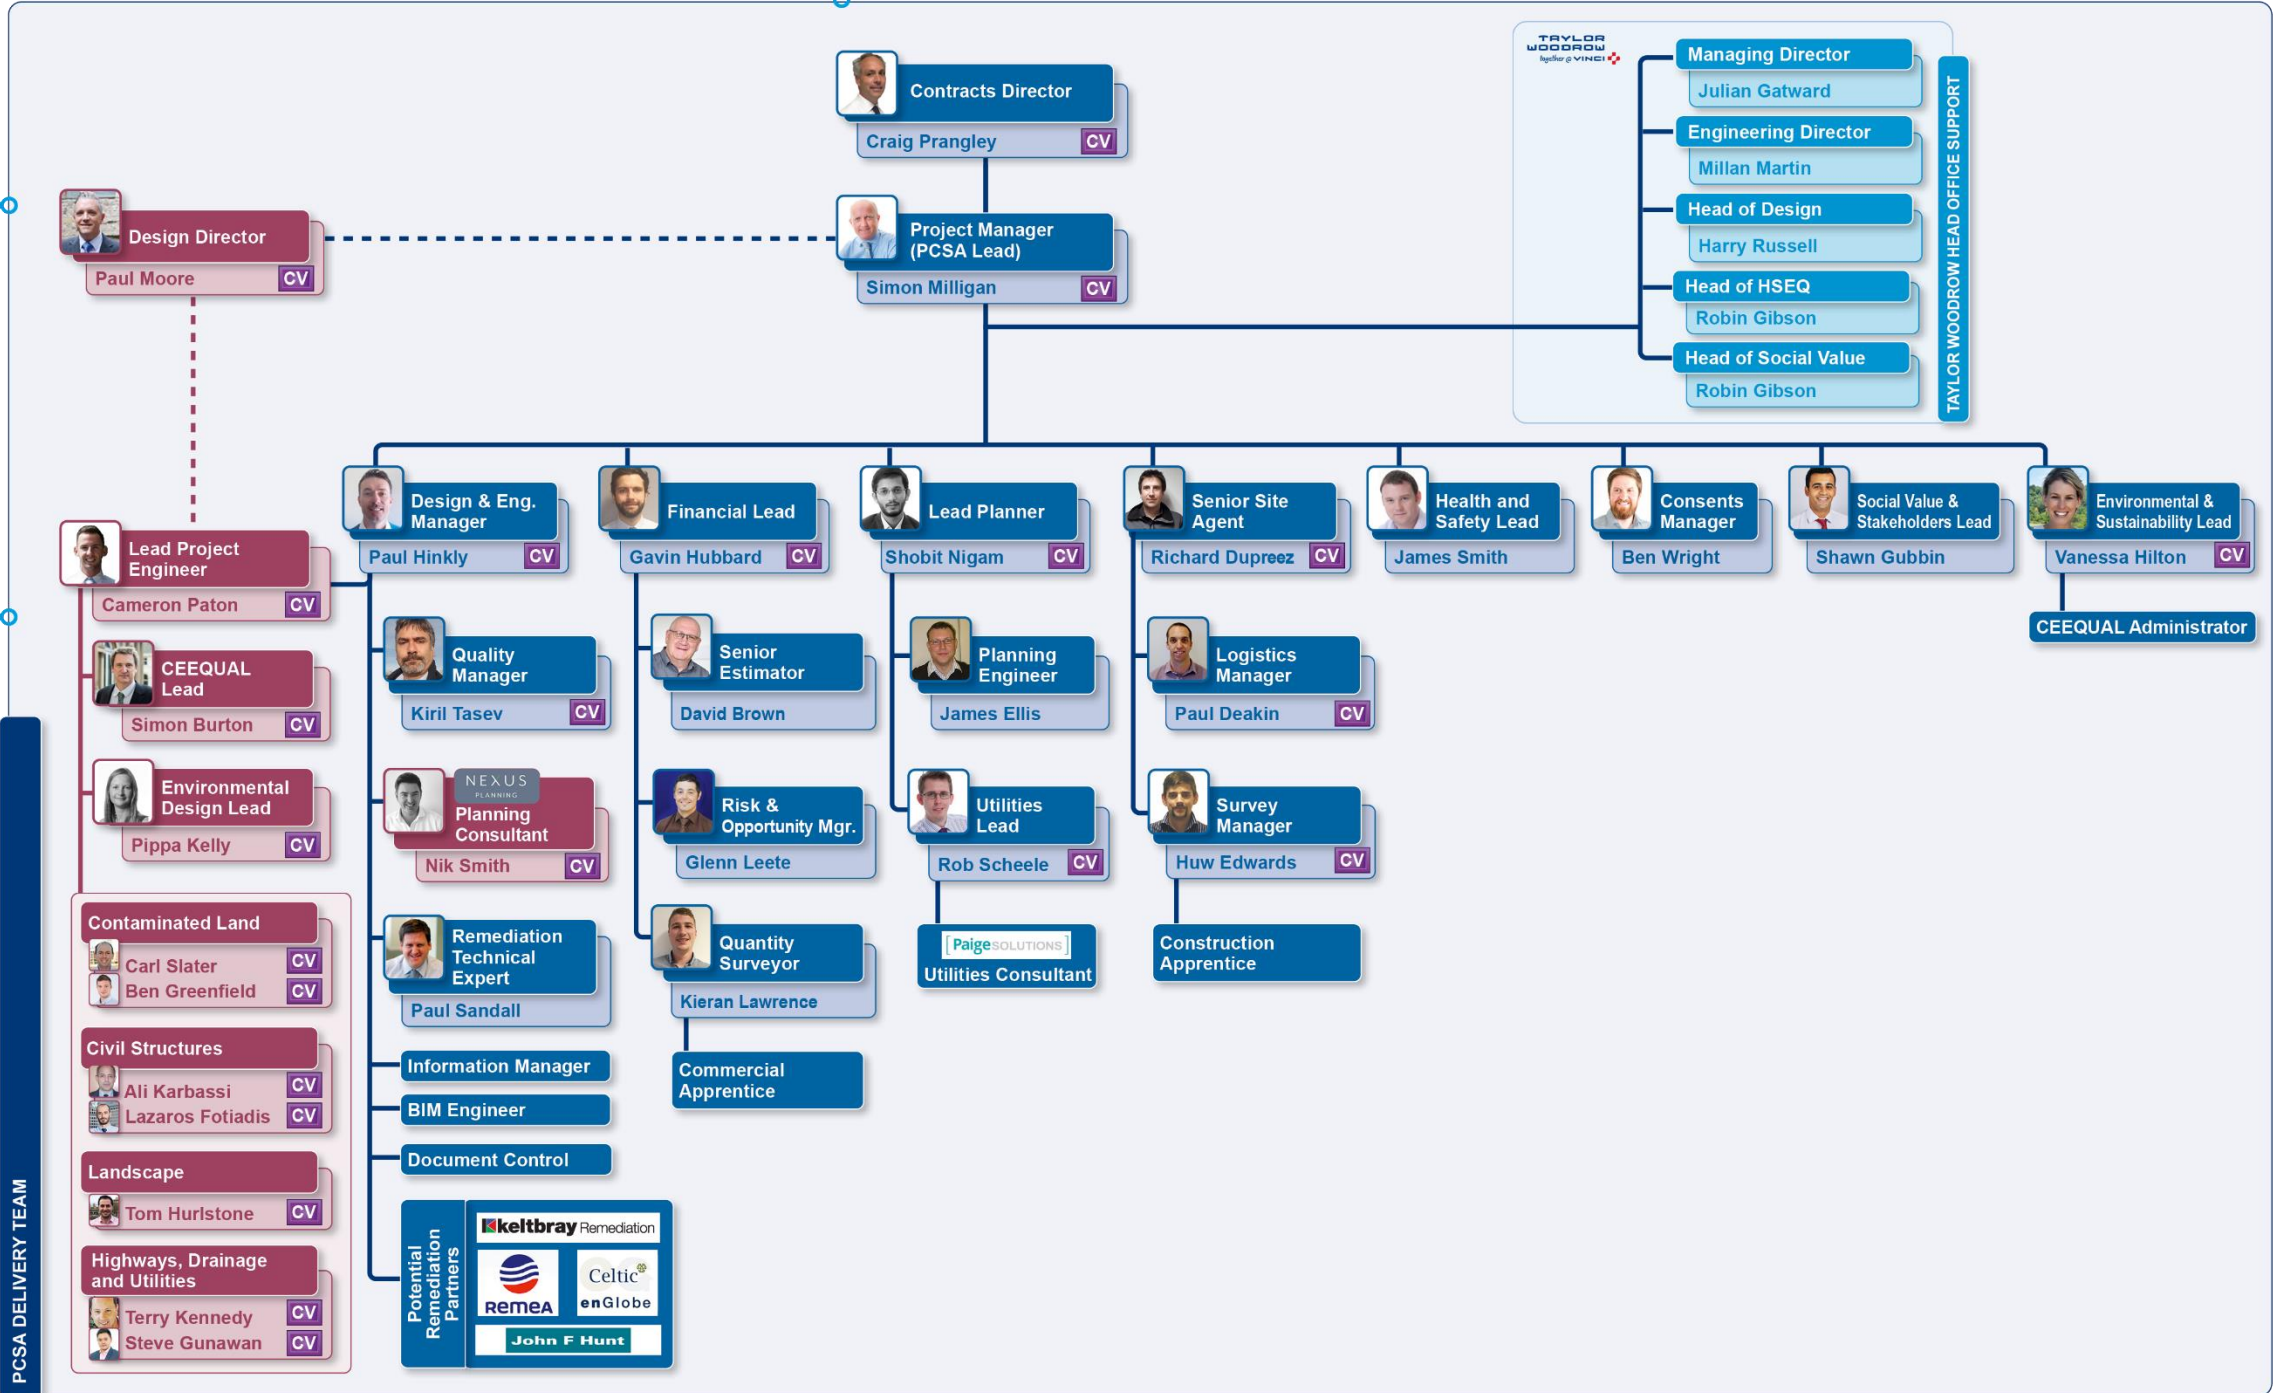 TAYLOR
WOODROW
together @ VINCI
Managing Director
Julian Gatward
Engineering Director
Millan Martin
Head of Design
Harry Russell
Head of HSEQ
Robin Gibson
Head of Social Value
Robin Gibson
TAYLOR WOODROW HEAD OFFICE SUPPORT
Contracts Director
Craig Prangley CV
Design Director
Paul Moore CV
Project Manager
(PCSA Lead)
Simon Milligan CV
Lead Project
Engineer
Cameron Paton CV
CEEQUAL
Lead
Simon Burton CV
Environmental
Design Lead
Pippa Kelly CV
Contaminated Land
Carl Slater CV
Ben Greenfield CV
Civil Structures
Ali Karbassi CV
Lazaros Fotiadis CV
Landscape
Tom Hurlstone CV
Highways, Drainage
and Utilities
Terry Kennedy CV
Steve Gunawan CV
Design & Eng.
Manager
Paul Hinkly CV
Quality
Manager
Kiril Tasev CV
NEXUS
PLANNING
Planning
Consultant
Nik Smith CV
Remediation
Technical
Expert
Paul Sandall
Information Manager
BIM Engineer
Document Control
Potential
Remediation
Partners
keltbray Remediation
REMEA
Celtic
enGlobe
John F Hunt
Financial Lead
Gavin Hubbard CV
Senior
Estimator
David Brown
Risk &
Opportunity Mgr.
Glenn Leete
Quantity
Surveyor
Kieran Lawrence
Commercial
Apprentice
Lead Planner
Shobit Nigam CV
Planning
Engineer
James Ellis
Utilities
Lead
Rob Scheele CV
[PaigeSOLUTIONS]
Utilities Consultant
Senior Site
Agent
Richard Dupreez CV
Logistics
Manager
Paul Deakin CV
Survey
Manager
Huw Edwards CV
Construction
Apprentice
Health and
Safety Lead
James Smith
Consents
Manager
Ben Wright
Social Value &
Stakeholders Lead
Shawn Gubbin
Environmental &
Sustainability Lead
Vanessa Hilton CV
CEEQUAL Administrator
PCSA DELIVERY TEAM